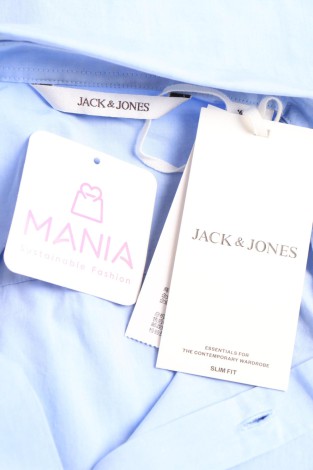 JACK & JONES
MANIA
Sustainable Fashion
JACK & JONES
ESSENTIALS FOR
THE CONTEMPORARY WARDROBE
SLIM FIT